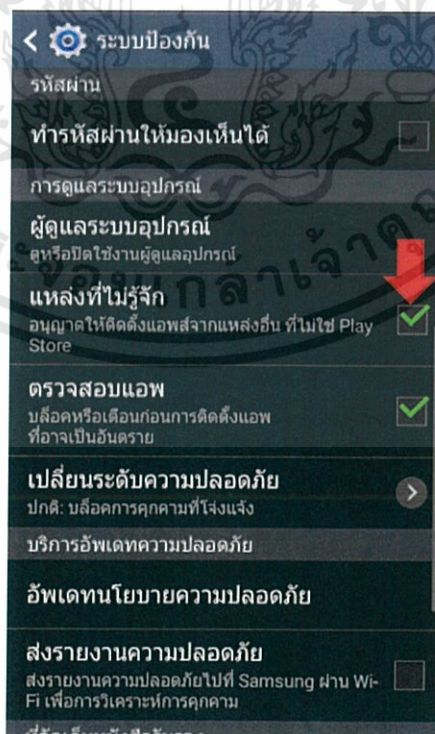 ระบบป้องกัน
รหัสผ่าน
ทำรหัสผ่านให้มองเห็นได้
การดูแลระบบอุปกรณ์
ผู้ดูแลระบบอุปกรณ์
ดูหรือปิดใช้งานผู้ดูแลอุปกรณ์
แหล่งที่ไม่รู้จัก
อนุญาตให้ติดตั้งแอพส์จากแหล่งอื่น ที่ไม่ใช่ Play
Store
ตรวจสอบแอพ
บล็อคหรือเตือนก่อนการติดตั้งแอพ
ที่อาจเป็นอันตราย
เปลี่ยนระดับความปลอดภัย
ปกติ: บล็อคการคุกคามที่โจ่งแจ้ง
บริการอัพเดทความปลอดภัย
อัพเดทนโยบายความปลอดภัย
ส่งรายงานความปลอดภัย
ส่งรายงานความปลอดภัยไปที่ Samsung ผ่าน Wi-
Fi เพื่อการวิเคราะห์การคุกคาม